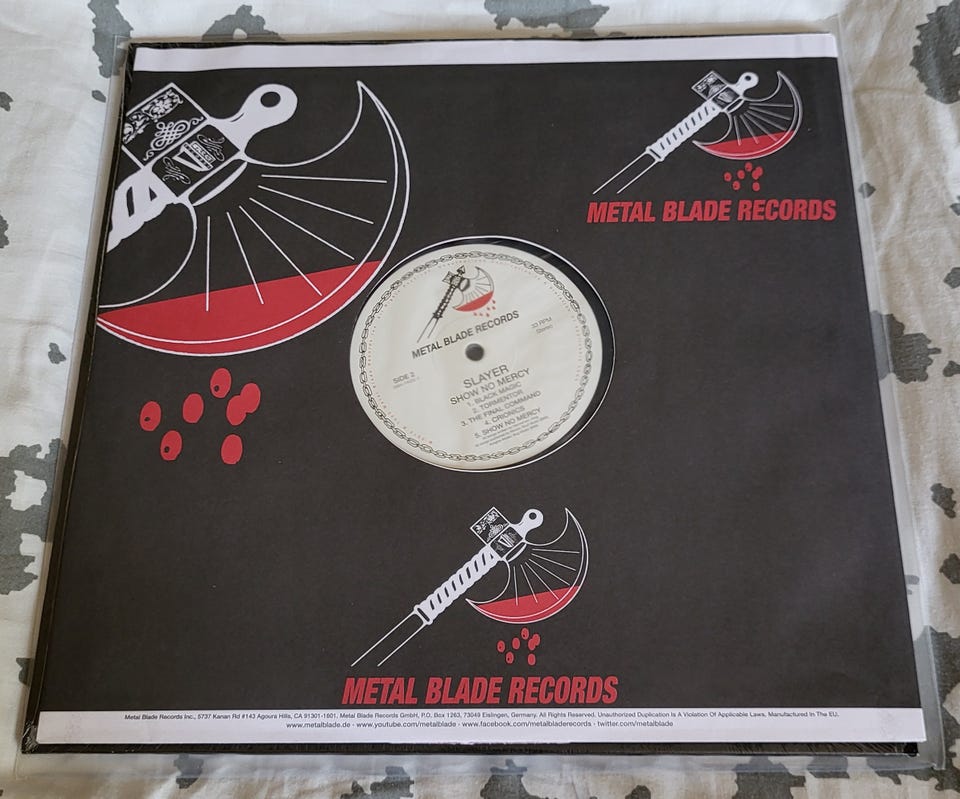 METAL BLADE RECORDS
METAL BLADE RECORDS
33 RPM
Stereo
SIDE 2
SLAYER
SHOW NO MERCY
1. BLACK MAGIC
2. TORMENTOR
3. THE FINAL COMMAND
4. CRIONICS
5. SHOW NO MERCY
METAL BLADE RECORDS
Metal Blade Records Inc., 5737 Kanan Rd #143 Agoura Hills, CA 91301-1601, Metal Blade Records GmbH, P.O. Box 1263, 73049 Eislingen, Germany. All Rights Reserved, Unauthorized Duplication Is A Violation Of Applicable Laws, Manufactured In The EU.
www.metalblade.de - www.youtube.com/metalblade - www.facebook.com/metalbladerecords - twitter.com/metalblade